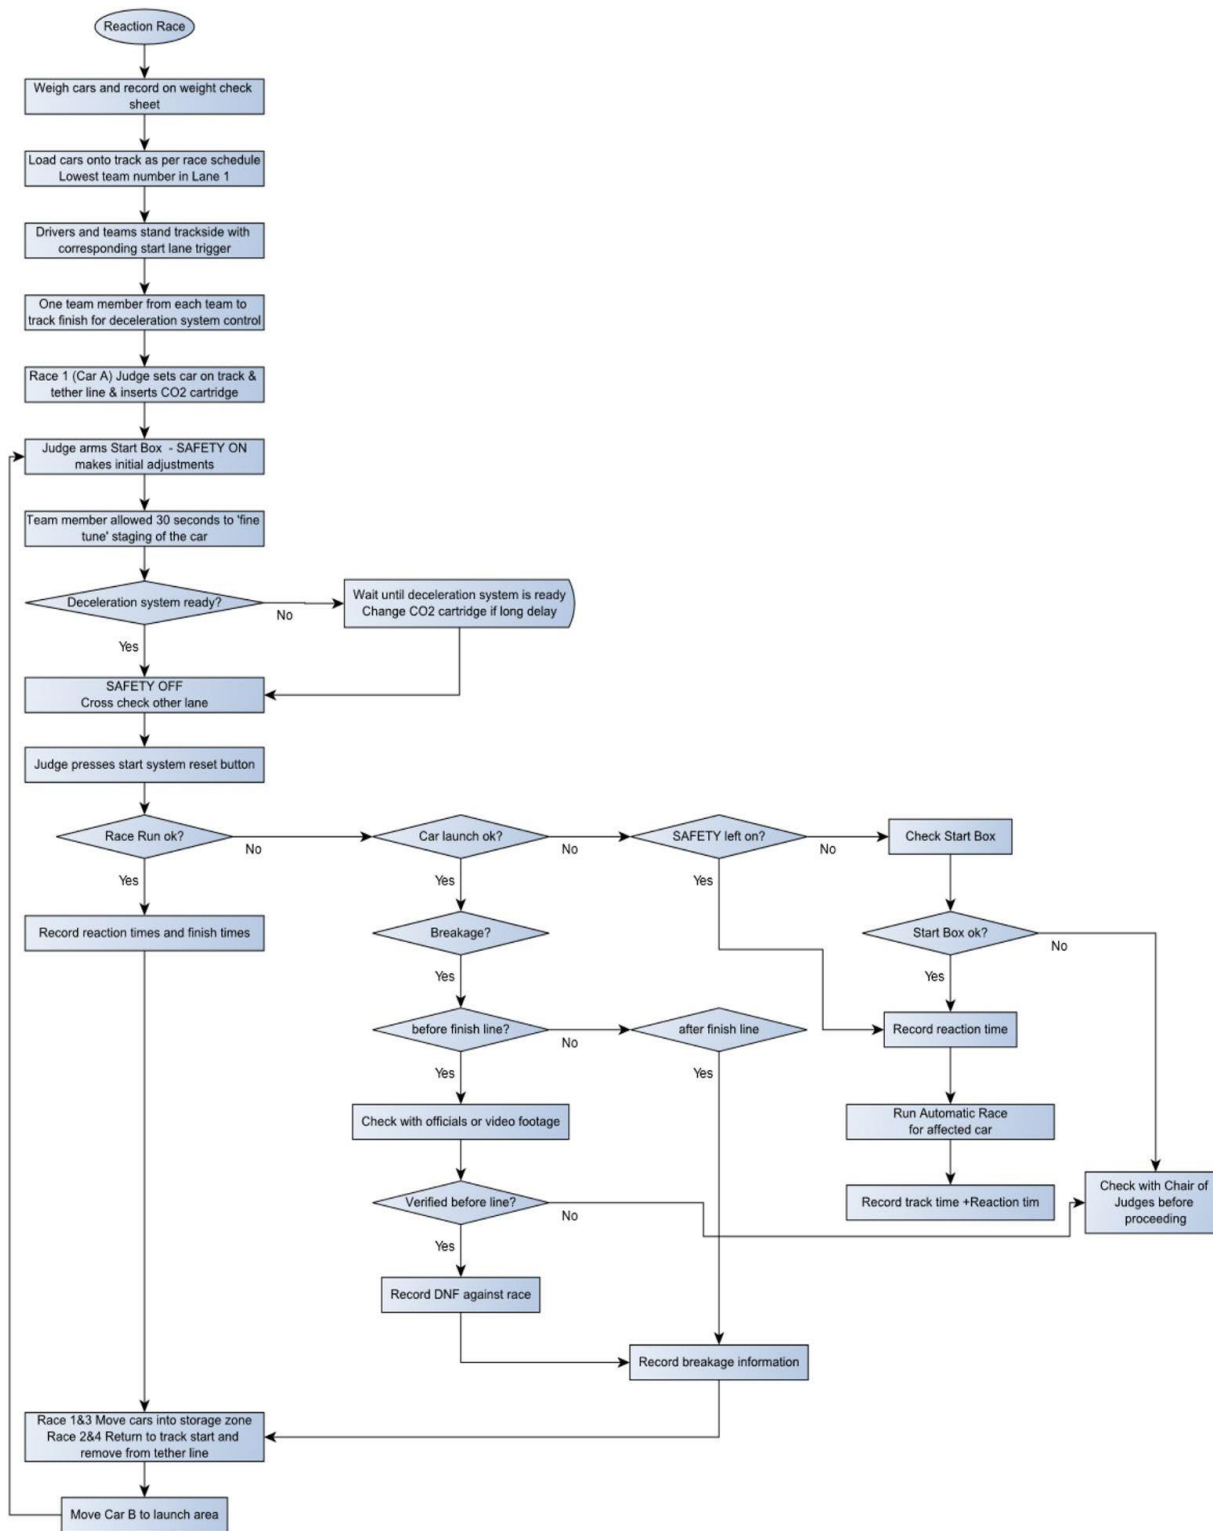 Reaction Race
Weigh cars and record on weight check
sheet
Load cars onto track as per race schedule
Lowest team number in Lane 1
Drivers and teams stand trackside with
corresponding start lane trigger
One team member from each team to
track finish for deceleration system control
Race 1 (Car A) Judge sets car on track &
tether line & inserts CO2 cartridge
Judge arms Start Box - SAFETY ON
makes initial adjustments
Team member allowed 30 seconds to 'fine
tune' staging of the car
Deceleration system ready?
No
Wait until deceleration system is ready
Change CO2 cartridge if long delay
Yes
SAFETY OFF
Cross check other lane
Judge presses start system reset button
Race Run ok?
No
Car launch ok?
No
SAFETY left on?
No
Check Start Box
Yes
Yes
Yes
Record reaction times and finish times
Breakage?
Start Box ok?
No
Yes
Yes
before finish line?
No
after finish line
Record reaction time
Yes
Yes
Check with officials or video footage
Run Automatic Race
for affected car
Verified before line?
No
Record track time +Reaction tim
Check with Chair of
Judges before
proceeding
Yes
Record DNF against race
Record breakage information
Race 1&3 Move cars into storage zone
Race 2&4 Return to track start and
remove from tether line
Move Car B to launch area